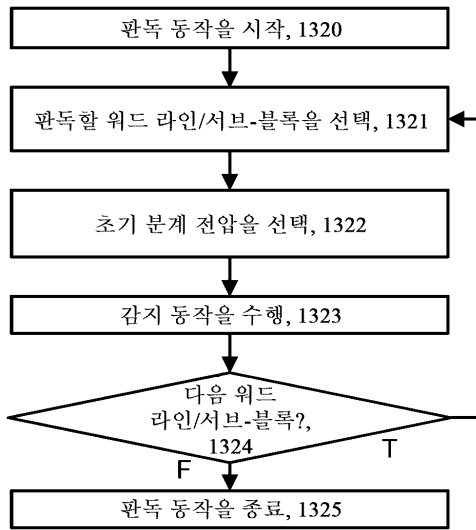 판독 동작을 시작, 1320
판독할 워드 라인/서브-블록을 선택, 1321
초기 분계 전압을 선택, 1322
감지 동작을 수행, 1323
다음 워드
라인/서브-블록?,
1324
T
F
판독 동작을 종료, 1325